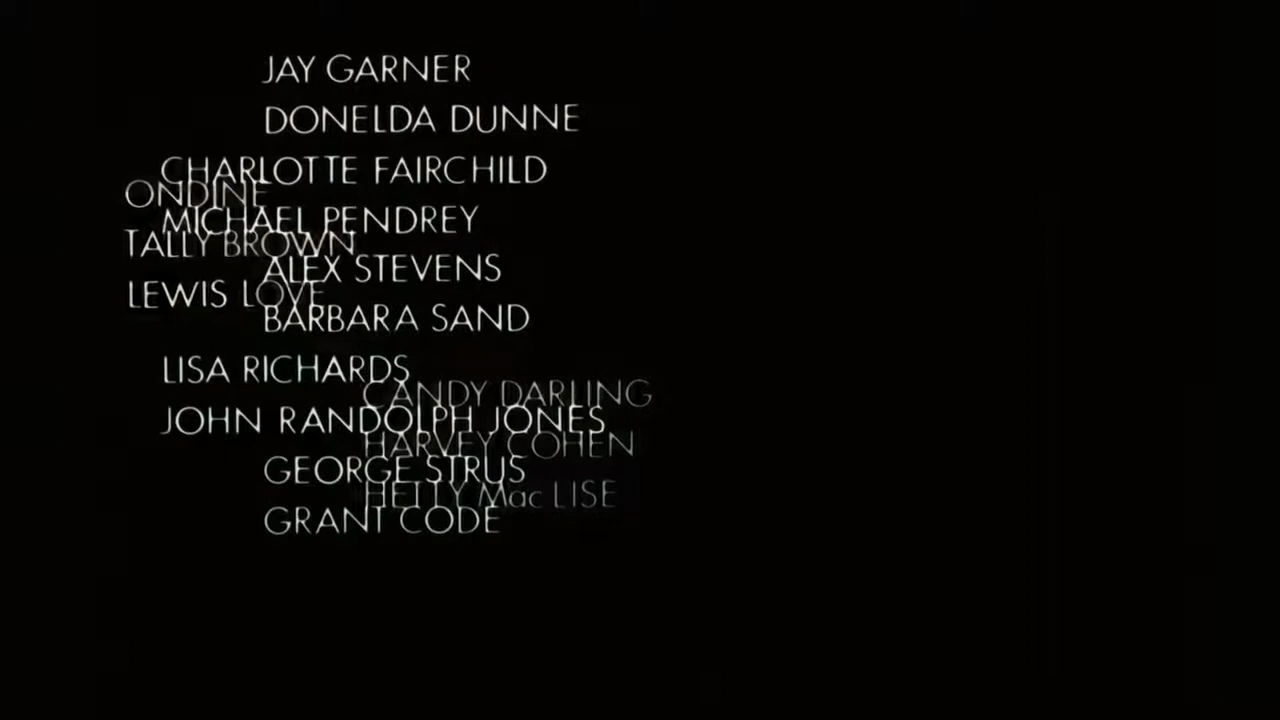 JAY GARNER
DONELDA DUNNE
CHARLOTTE FAIRCHILD
ONDINE
MICHAEL PENDREY
TALLY BROWN
ALEX STEVENS
LEWIS LOVE
BARBARA SAND
LISA RICHARDS
CANDY DARLING
JOHN RANDOLPH JONES
HARVEY COHEN
GEORGE STRUS
HETTY Mac LISE
GRANT CODE